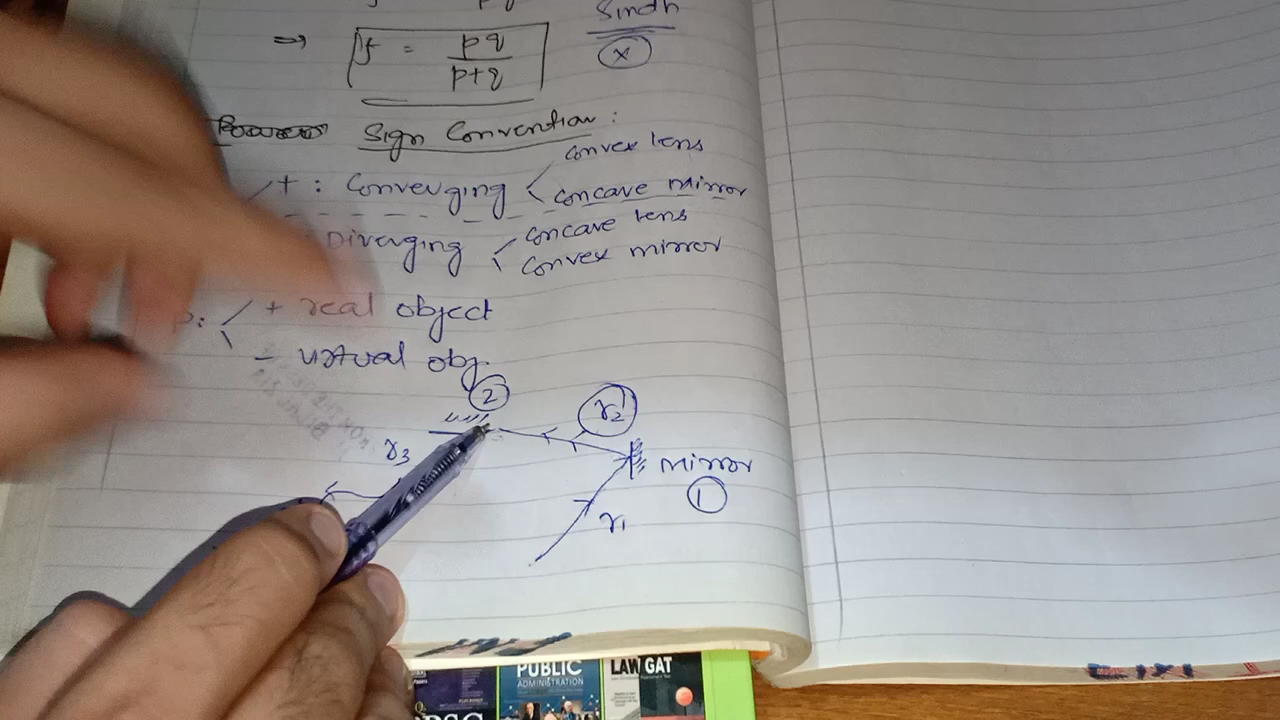 Sindh
⇒ f = pq / p+q
x
Sign Convention:
convex lens
+ : Converging
concave mirror
concave lens
Diverging
convex mirror
p: + real object
- virtual obj
2
r2
r3
mirror
1
r1
PUBLIC
ADMINISTRATION
LAW GAT